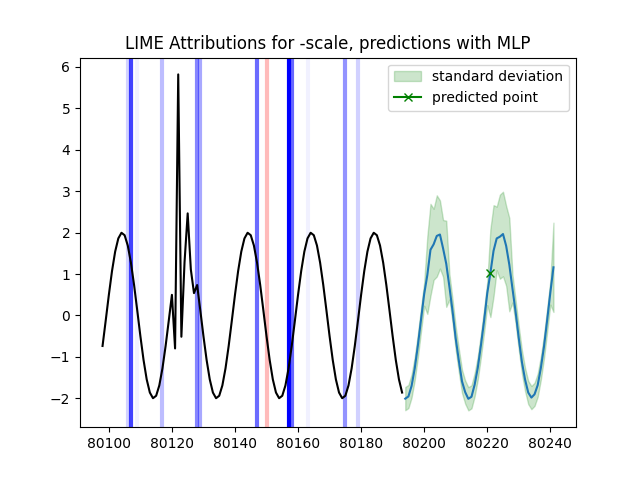 LIME Attributions for -scale, predictions with MLP
standard deviation
predicted point
6
5
4
3
2
1
0
−1
−2
80100 80120 80140 80160 80180 80200 80220 80240